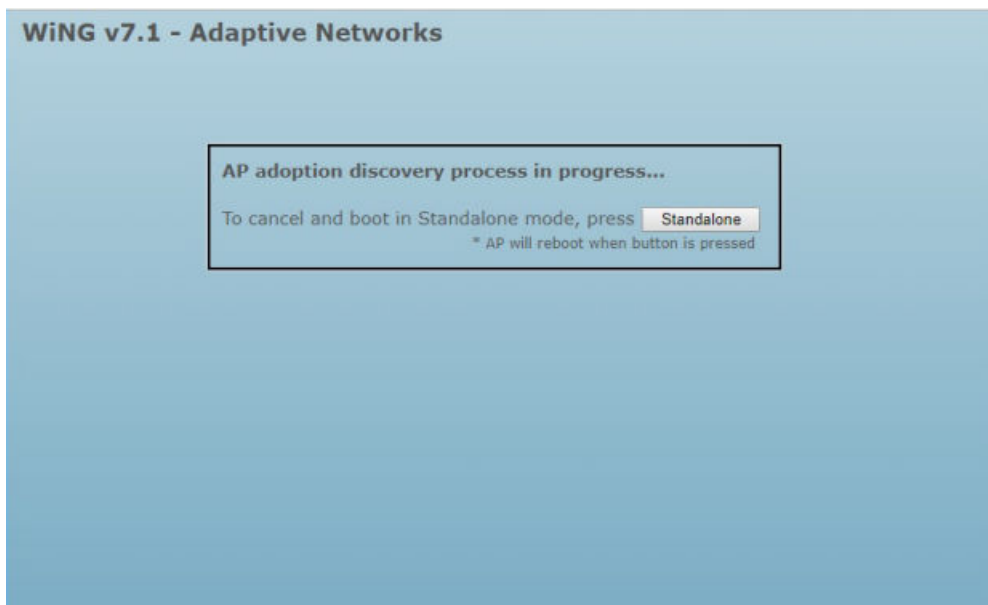 WiNG v7.1 - Adaptive Networks
AP adoption discovery process in progress...
To cancel and boot in Standalone mode, press Standalone
* AP will reboot when button is pressed